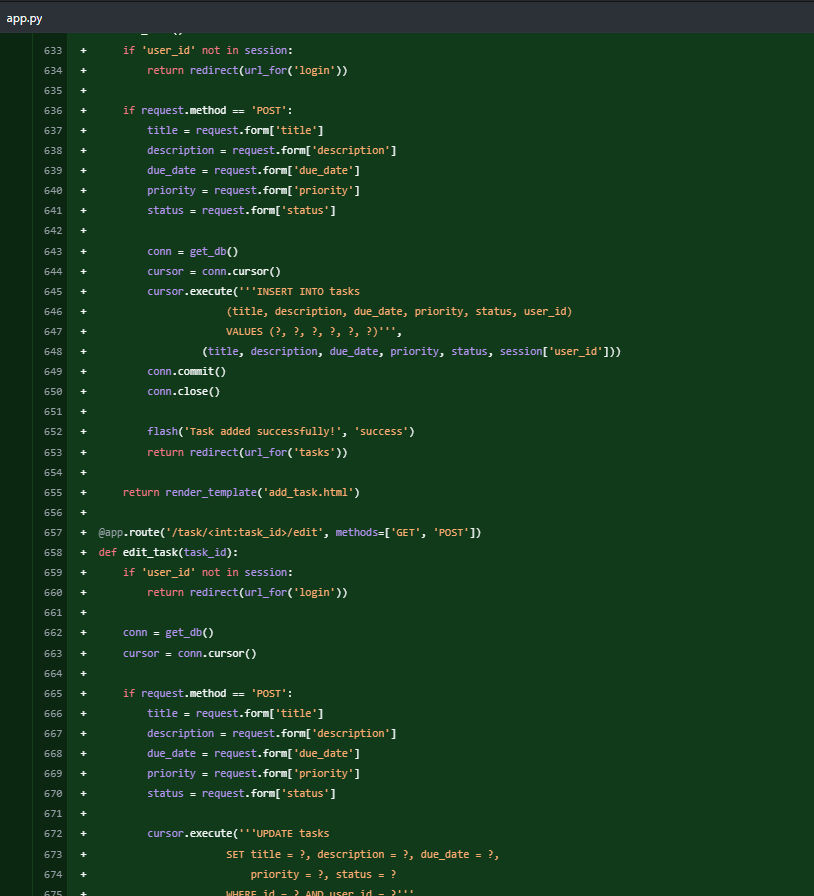 app.py
633 + if 'user_id' not in session:
634 + return redirect(url_for('login'))
635 +
636 + if request.method == 'POST':
637 + title = request.form['title']
638 + description = request.form['description']
639 + due_date = request.form['due_date']
640 + priority = request.form['priority']
641 + status = request.form['status']
642 +
643 + conn = get_db()
644 + cursor = conn.cursor()
645 + cursor.execute('''INSERT INTO tasks
646 + (title, description, due_date, priority, status, user_id)
647 + VALUES (?, ?, ?, ?, ?, ?)''',
648 + (title, description, due_date, priority, status, session['user_id']))
649 + conn.commit()
650 + conn.close()
651 +
652 + flash('Task added successfully!', 'success')
653 + return redirect(url_for('tasks'))
654 +
655 + return render_template('add_task.html')
656 +
657 + @app.route('/task/<int:task_id>/edit', methods=['GET', 'POST'])
658 + def edit_task(task_id):
659 + if 'user_id' not in session:
660 + return redirect(url_for('login'))
661 +
662 + conn = get_db()
663 + cursor = conn.cursor()
664 +
665 + if request.method == 'POST':
666 + title = request.form['title']
667 + description = request.form['description']
668 + due_date = request.form['due_date']
669 + priority = request.form['priority']
670 + status = request.form['status']
671 +
672 + cursor.execute('''UPDATE tasks
673 + SET title = ?, description = ?, due_date = ?,
674 + priority = ?, status = ?
675 + WHERE id = ? AND user_id = ?''',